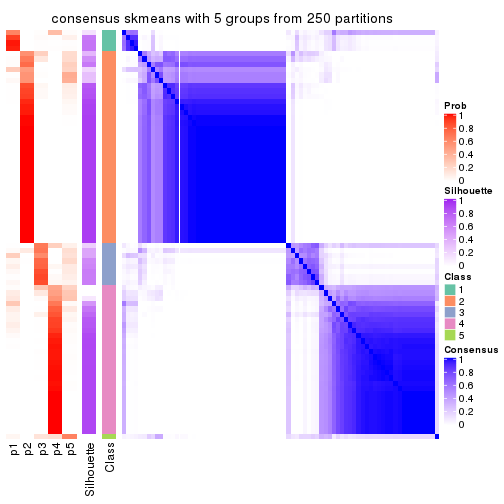 consensus skmeans with 5 groups from 250 partitions
Prob
1
0.8
0.6
0.4
0.2
0
Silhouette
1
0.8
0.6
0.4
0.2
0
Class
1
2
3
4
5
Consensus
1
0.8
0.6
0.4
0.2
0
p1
p2
p3
p4
p5
Silhouette
Class